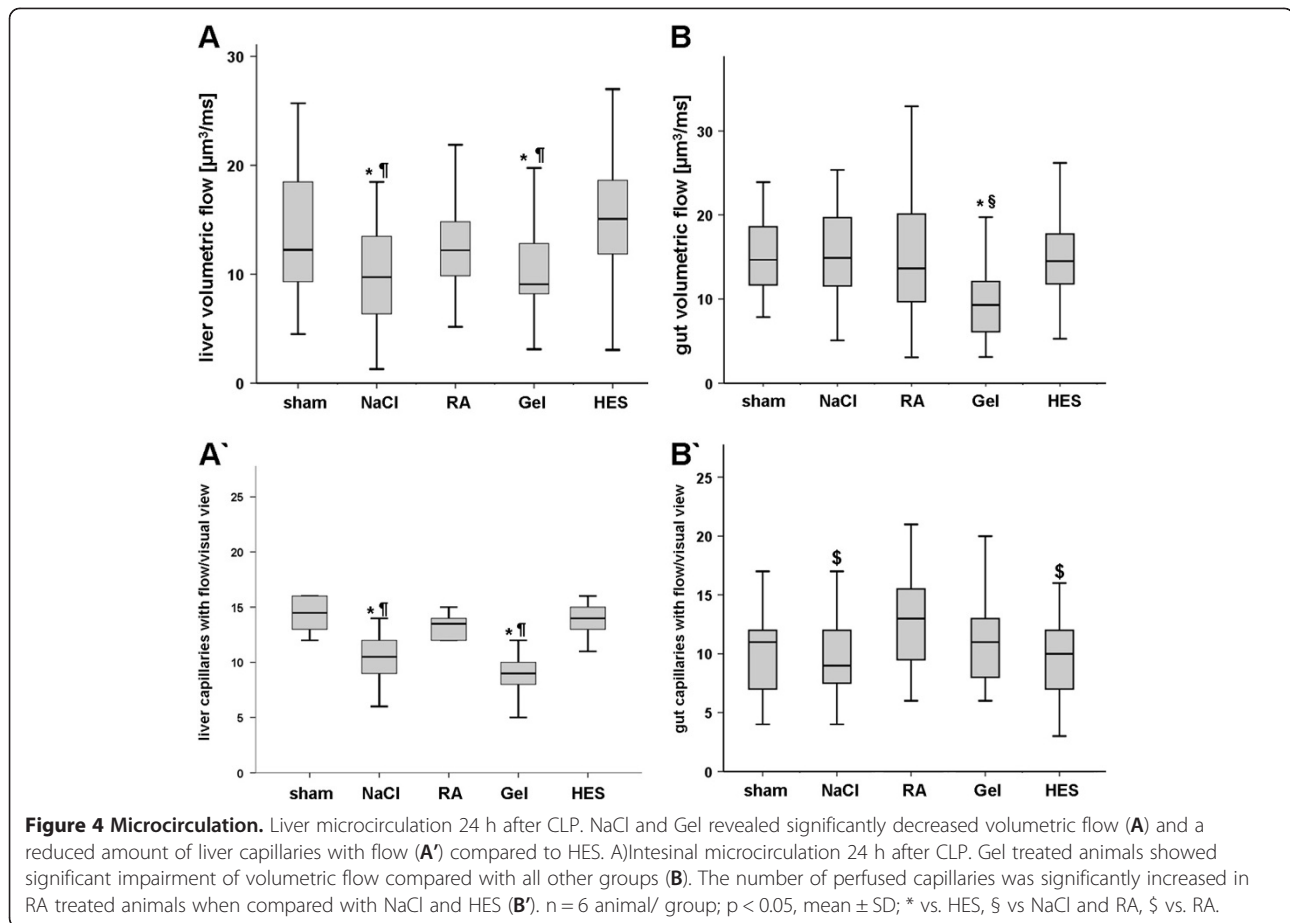 A
30
20
10
0
liver volumetric flow [µm³/ms]
* ¶
* ¶
sham NaCl RA Gel HES
B
30
20
10
0
gut volumetric flow [µm³/ms]
* §
sham NaCl RA Gel HES
A`
25
20
15
10
5
0
liver capillaries with flow/visual view
* ¶
* ¶
sham NaCl RA Gel HES
B`
25
20
15
10
5
0
gut capillaries with flow/visual view
$
$
sham NaCl RA Gel HES
Figure 4 Microcirculation. Liver microcirculation 24 h after CLP. NaCl and Gel revealed significantly decreased volumetric flow (A) and a
reduced amount of liver capillaries with flow (A′) compared to HES. A)Intesinal microcirculation 24 h after CLP. Gel treated animals showed
significant impairment of volumetric flow compared with all other groups (B). The number of perfused capillaries was significantly increased in
RA treated animals when compared with NaCl and HES (B′). n = 6 animal/ group; p < 0.05, mean ± SD; * vs. HES, § vs NaCl and RA, $ vs. RA.